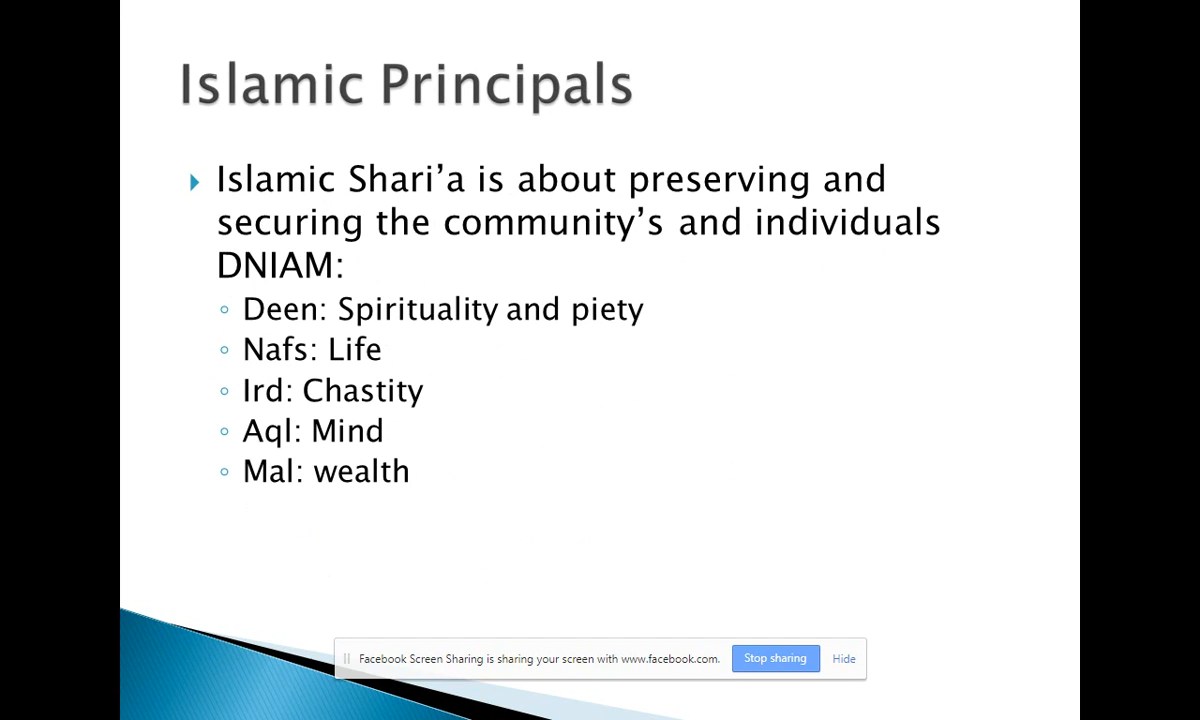 Islamic Principals
Islamic Shari’a is about preserving and
securing the community’s and individuals
DNIAM:
Deen: Spirituality and piety
Nafs: Life
Ird: Chastity
Aql: Mind
Mal: wealth
Facebook Screen Sharing is sharing your screen with www.facebook.com. Stop sharing Hide